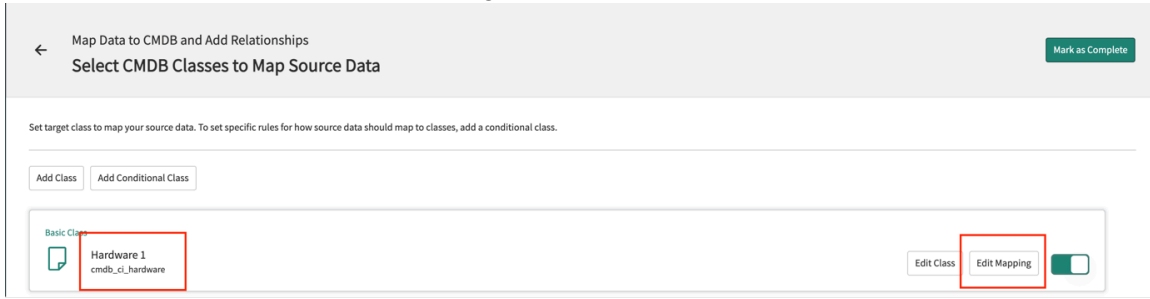 Map Data to CMDB and Add Relationships
Select CMDB Classes to Map Source Data
Mark as Complete
Set target class to map your source data. To set specific rules for how source data should map to classes, add a conditional class.
Add Class
Add Conditional Class
Basic Class
Hardware 1
cmdb_ci_hardware
Edit Class
Edit Mapping